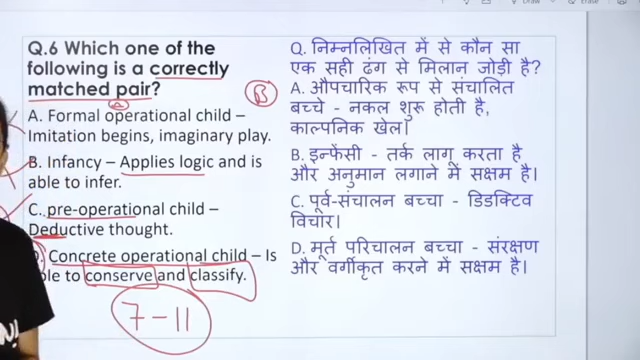 Q.6 Which one of the
following is a correctly
matched pair?
A. Formal operational child –
Imitation begins, imaginary play.
B. Infancy – Applies logic and is
able to infer.
C. pre-operational child –
Deductive thought.
D. Concrete operational child – Is
to conserve and classify.
7 – 11
B
Q. निम्नलिखित में से कौन सा
एक सही ढंग से मिलान जोड़ी है?
A. औपचारिक रूप से संचालित
बच्चे - नकल शुरू होती है,
काल्पनिक खेल।
B. इन्फेंसी - तर्क लागू करता है
और अनुमान लगाने में सक्षम है।
C. पूर्व-संचालन बच्चा - डिडक्टिव
विचार।
D. मूर्त परिचालन बच्चा - संरक्षण
और वर्गीकृत करने में सक्षम है।